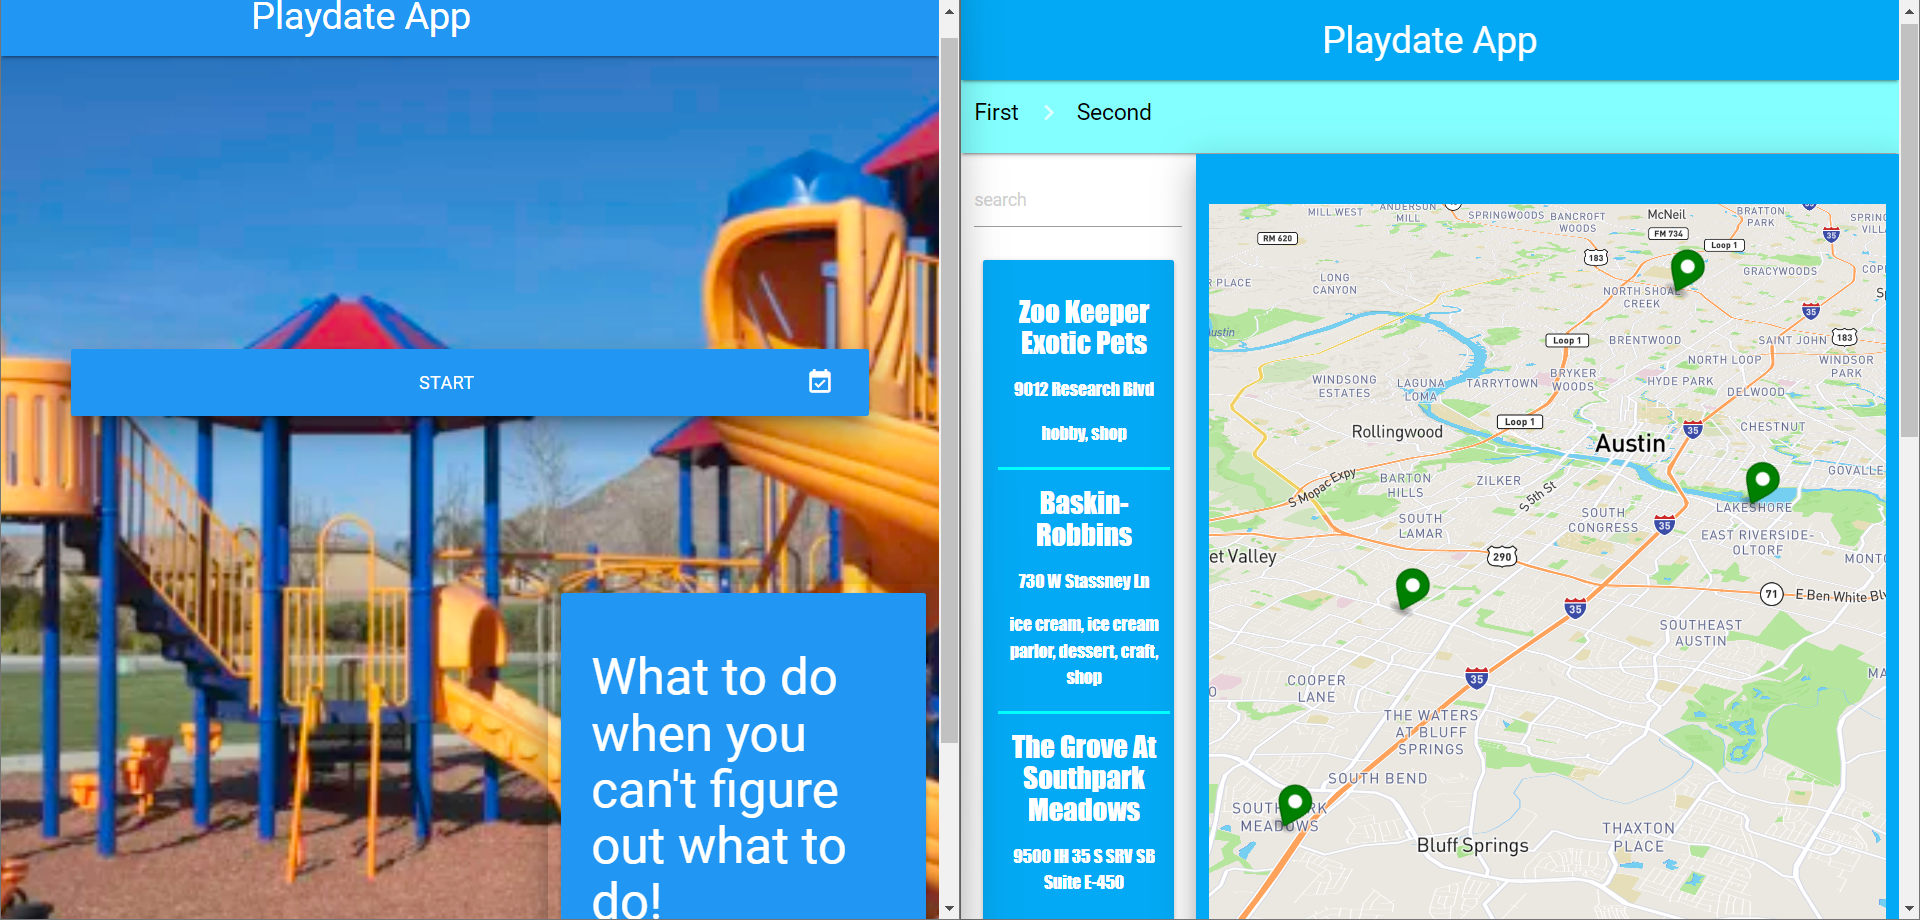 Playdate App
START
What to do
when you
can't figure
out what to
do!
Playdate App
First
Second
search
Zoo Keeper
Exotic Pets
9012 Research Blvd
hobby, shop
Baskin-
Robbins
730 W Stassney Ln
ice cream, ice cream
parlor, dessert, craft,
shop
The Grove At
Southpark
Meadows
9500 IH 35 S SRV SB
Suite E-450
MILL WEST
ANDERSON
MILL
SPRINGWOODS
BANCROFT
WOODS
McNeil
BRATTON
PARK
35
RM 620
FM 734
Loop 1
35
183
LONG
CANYON
GRACYWOODS
R PLACE
NORTH SHOAL
CREEK
35
ustin
Loop 1
BRENTWOOD
SAINT JOHN
183
NORTH LOOP
WINDSOR
PARK
WINDSONG
ESTATES
LAGUNA
LOMA
TARRYTOWN
BRYKER
WOODS
HYDE PARK
DELWOOD
Loop 1
Rollingwood
Austin
35
CHESTNUT
S Mopac Expy
BARTON
HILLS
ZILKER
S 5th St
GOVALLE
LAKESHORE
SOUTH
LAMAR
SOUTH
CONGRESS
35
EAST RIVERSIDE-
OLTORF
et Valley
290
MONT
71
E Ben White Blv
35
SOUTHEAST
AUSTIN
COOPER
LANE
35
MA
THE WATERS
AT BLUFF
SPRINGS
SOUTH BEND
SOUTHPARK
MEADOWS
Bluff Springs
THAXTON
PLACE